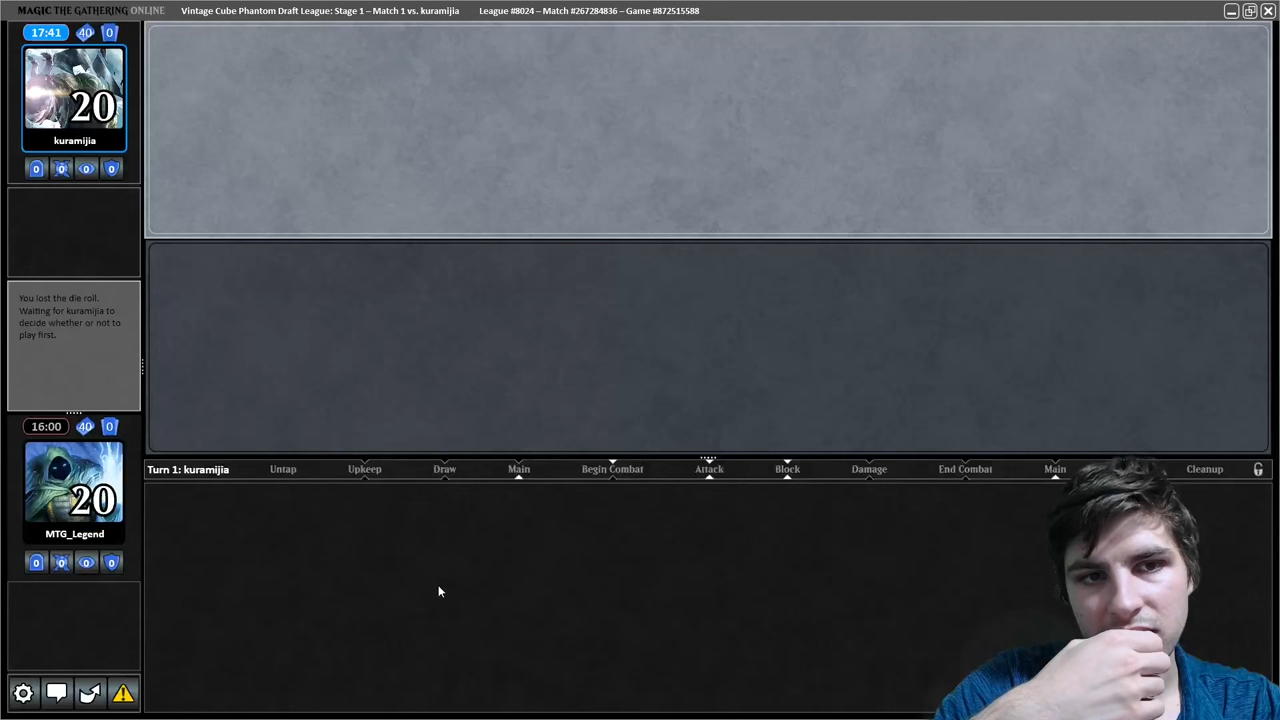 MAGIC THE GATHERING ONLINE Vintage Cube Phantom Draft League: Stage 1 – Match 1 vs. kuramijia League #8024 – Match #267284836 – Game #872515588
17:41 40 0
20
kuramijia
0 0 0 0
You lost the die roll.
Waiting for kuramijia to
decide whether or not to
play first.
16:00 40 0
20
MTG_Legend
0 0 0 0
Turn 1: kuramijia Untap Upkeep Draw Main Begin Combat Attack Block Damage End Combat Main Cleanup